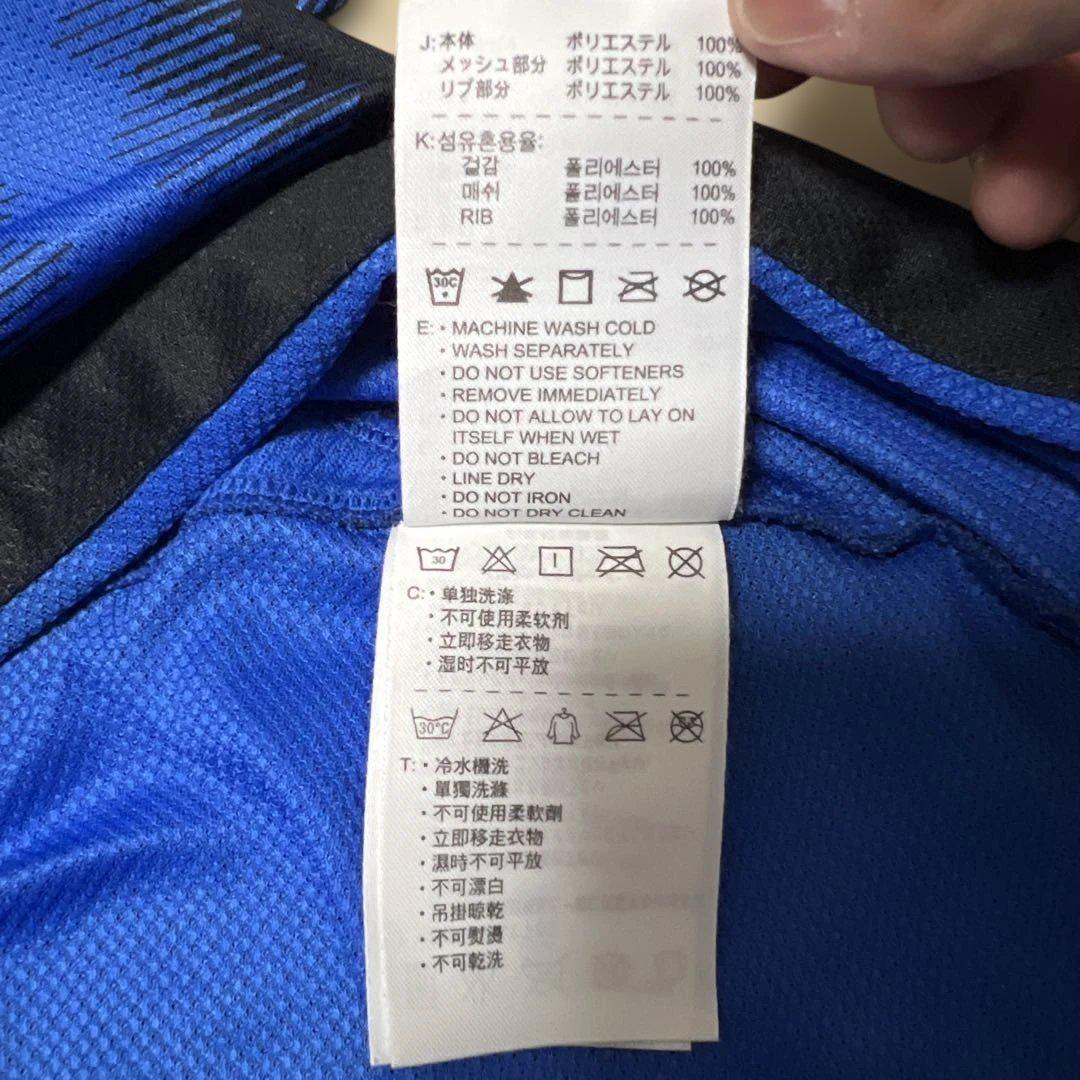 J:本体 ポリエステル 100%
メッシュ部分 ポリエステル 100%
リブ部分 ポリエステル 100%
K:섬유혼용율:
겉감 폴리에스터 100%
매쉬 폴리에스터 100%
RIB 폴리에스터 100%
30C
E: • MACHINE WASH COLD
• WASH SEPARATELY
• DO NOT USE SOFTENERS
• REMOVE IMMEDIATELY
• DO NOT ALLOW TO LAY ON
ITSELF WHEN WET
• DO NOT BLEACH
• LINE DRY
• DO NOT IRON
• DO NOT DRY CLEAN
30
C: • 单独洗涤
• 不可使用柔软剂
• 立即移走衣物
• 湿时不可平放
30°C
T: • 冷水機洗
• 單獨洗滌
• 不可使用柔軟劑
• 立即移走衣物
• 濕時不可平放
• 不可漂白
• 吊掛晾乾
• 不可熨燙
• 不可乾洗